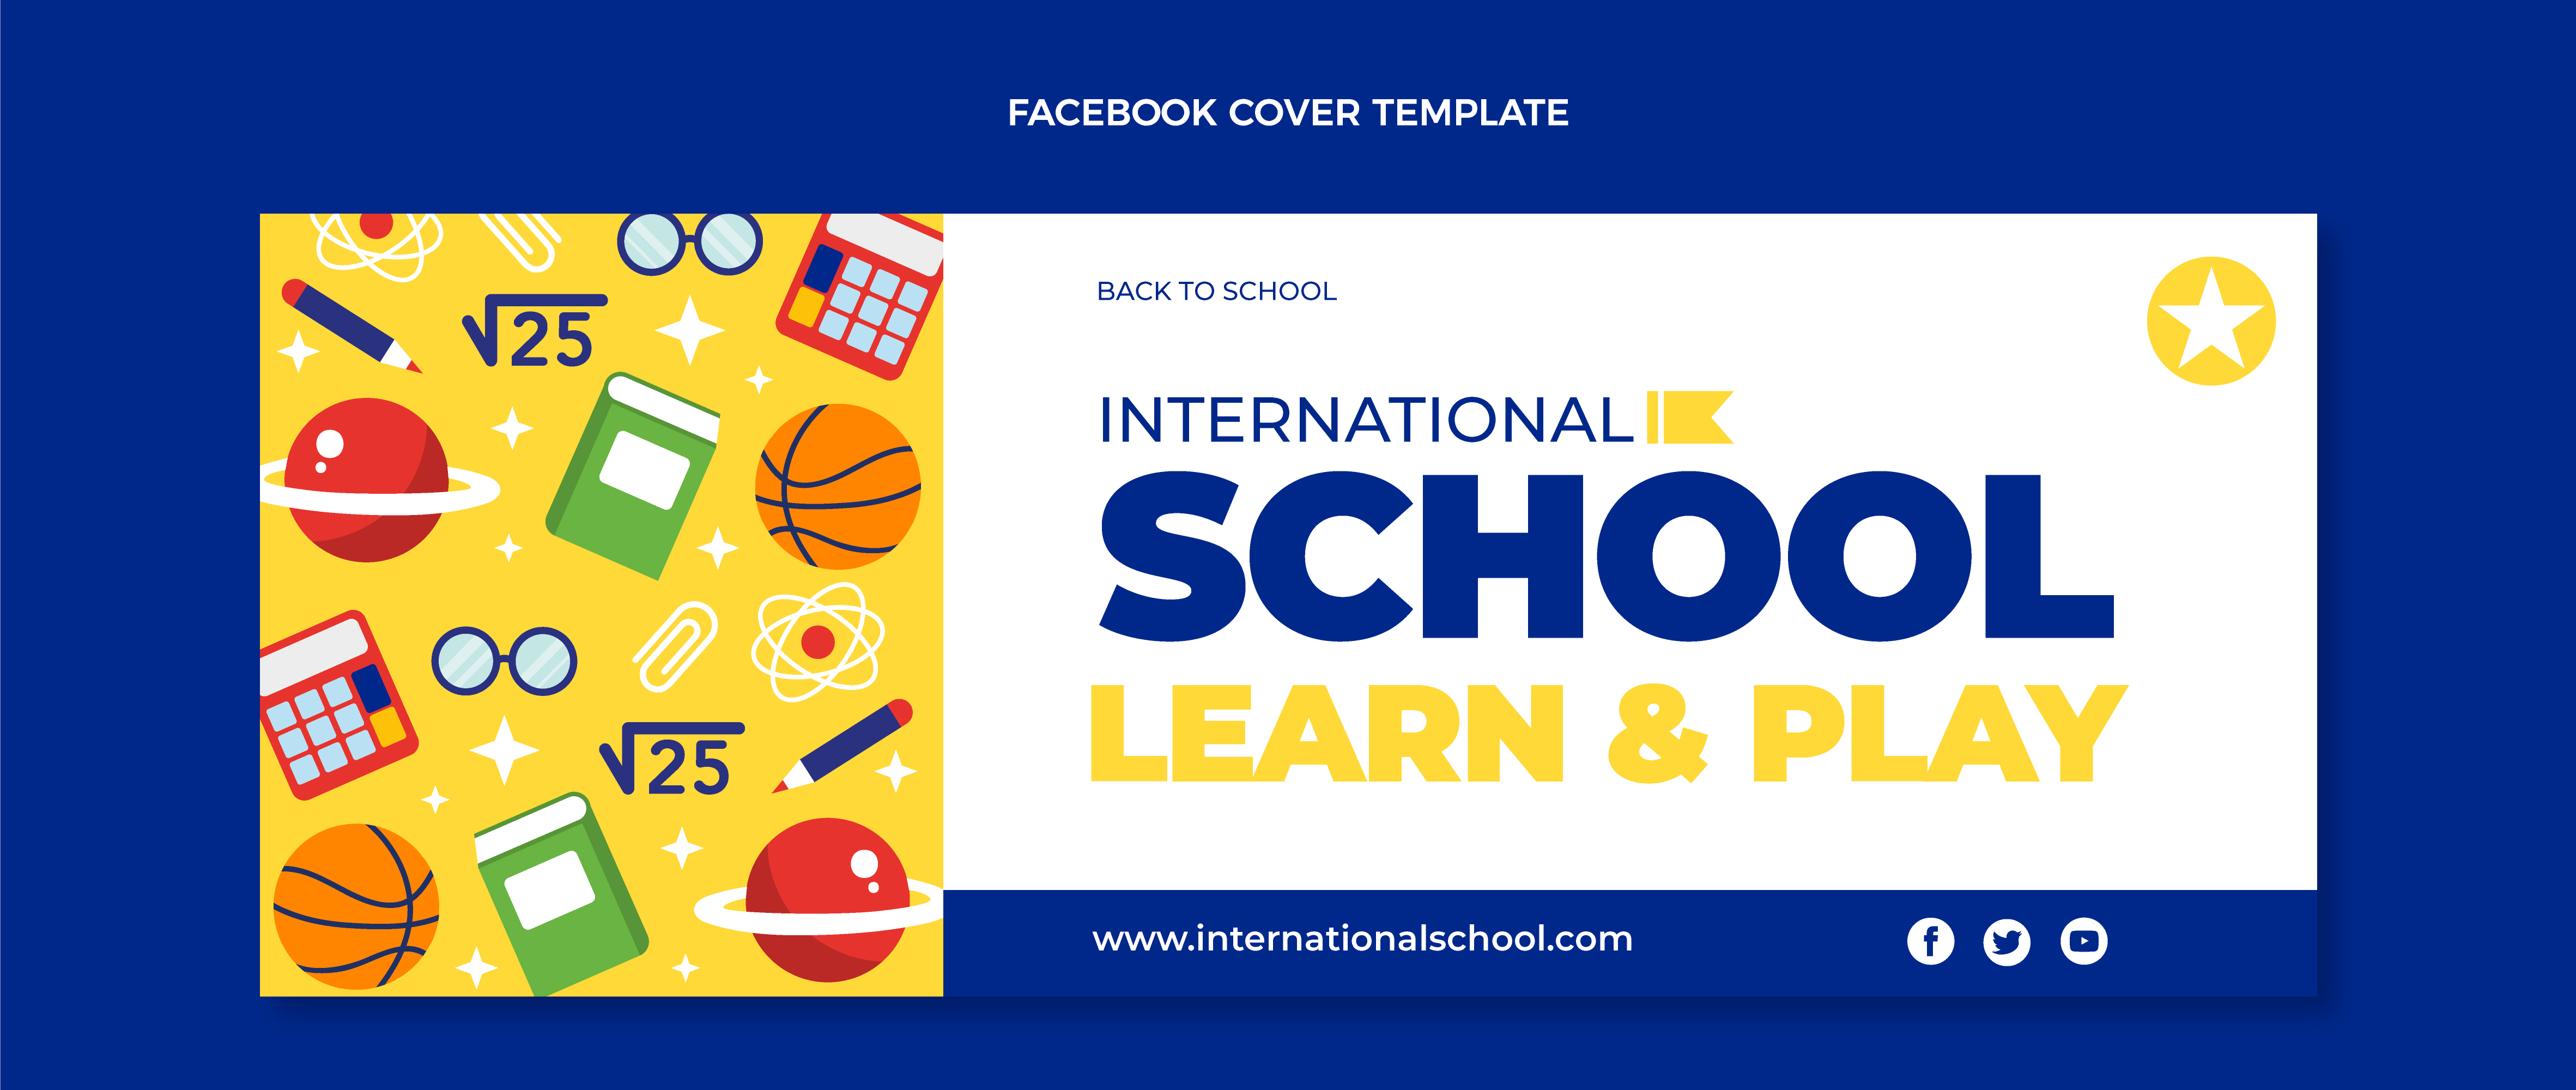 FACEBOOK COVER TEMPLATE
√25
√25
BACK TO SCHOOL
INTERNATIONAL
SCHOOL
LEARN & PLAY
www.internationalschool.com